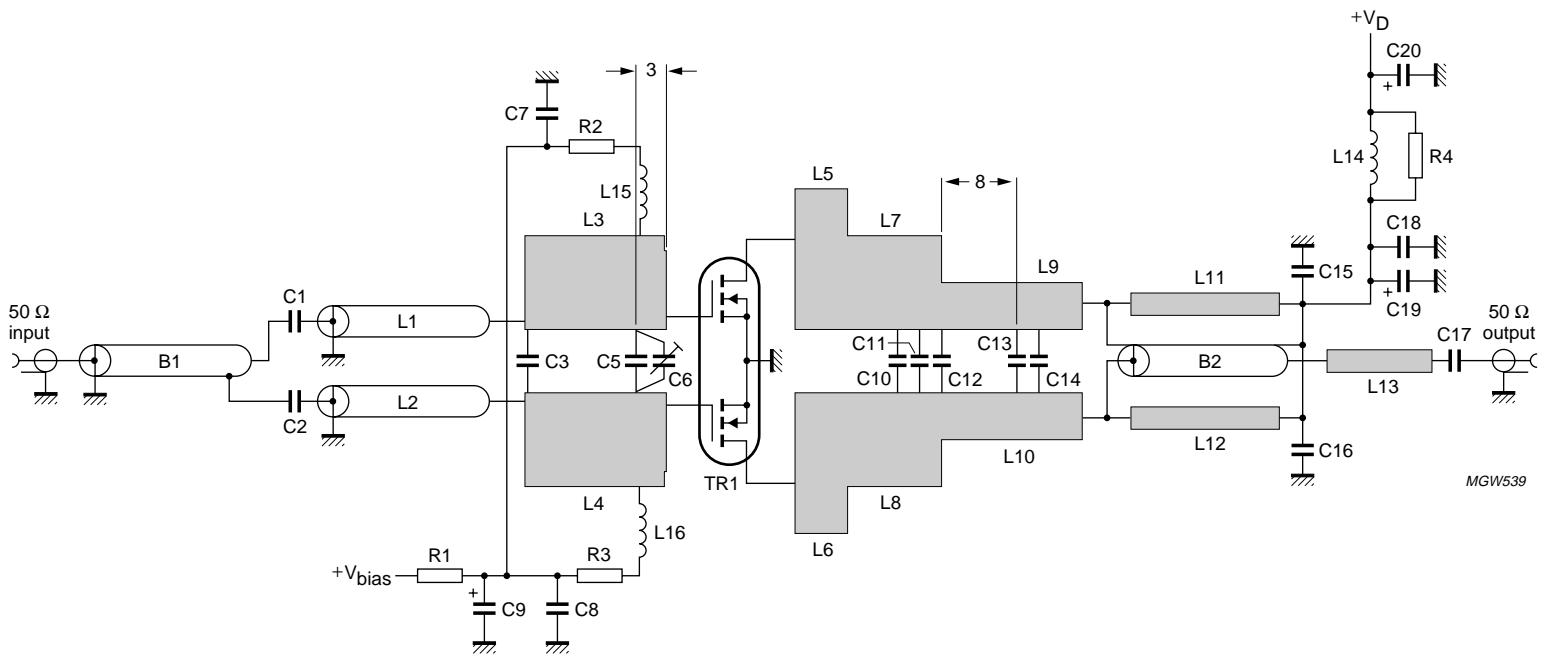 +VD
C20
+
3
C7
R2
L14
R4
L15
L5
8
L3
L7
C18
C15
L9
L11
C19
+
50 Ω
input
C1
L1
C17
50 Ω
output
B1
C3
C5
C6
C11
C10
C12
C13
C14
B2
L13
L2
C2
L12
L10
C16
TR1
L4
L8
MGW539
L16
L6
R1
R3
+Vbias
+
C9
C8